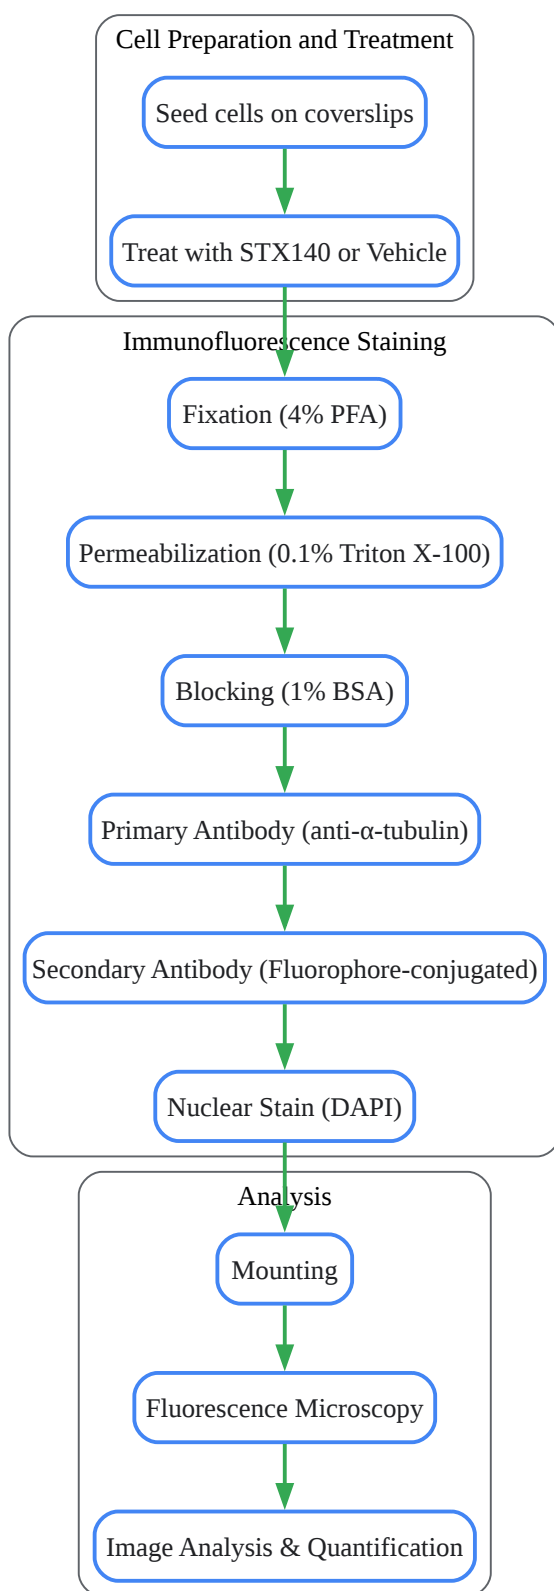 Cell Preparation and Treatment
Seed cells on coverslips
Treat with STX140 or Vehicle
Immunofluorescence Staining
Fixation (4% PFA)
Permeabilization (0.1% Triton X-100)
Blocking (1% BSA)
Primary Antibody (anti-α-tubulin)
Secondary Antibody (Fluorophore-conjugated)
Nuclear Stain (DAPI)
Analysis
Mounting
Fluorescence Microscopy
Image Analysis & Quantification